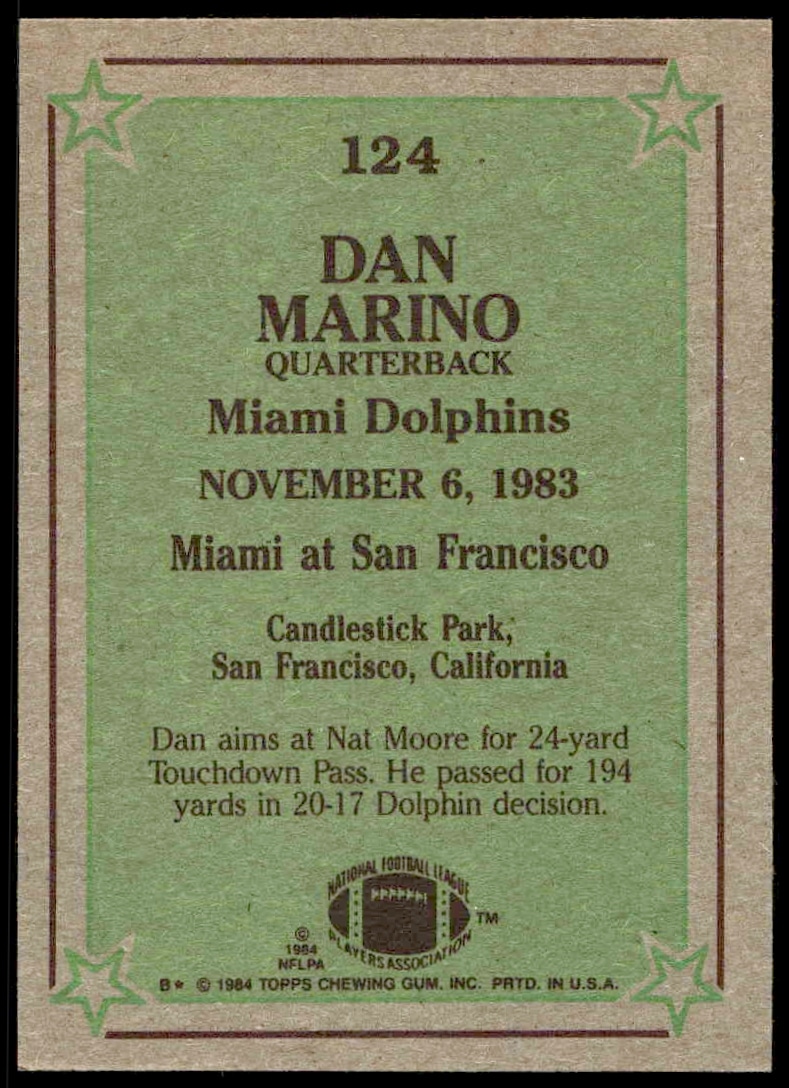 124
DAN
MARINO
QUARTERBACK
Miami Dolphins
NOVEMBER 6, 1983
Miami at San Francisco
Candlestick Park,
San Francisco, California
Dan aims at Nat Moore for 24-yard
Touchdown Pass. He passed for 194
yards in 20-17 Dolphin decision.
NATIONAL FOOTBALL LEAGUE
PLAYERS ASSOCIATION
TM
©
1984
NFLPA
B* © 1984 TOPPS CHEWING GUM, INC. PRTD. IN U.S.A.